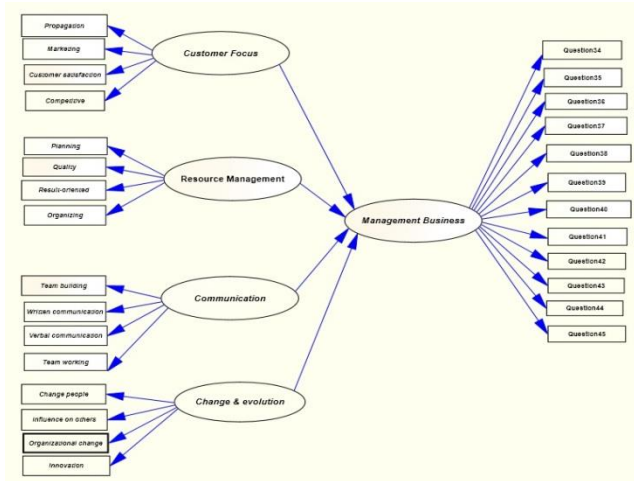 Propagation
Marketing
Customer satisfaction
Competitive
Customer Focus
Planning
Quality
Result-oriented
Organizing
Resource Management
Team building
Written communication
Verbal communication
Team working
Communication
Change people
Influence on others
Organizational change
Innovation
Change & evolution
Management Business
Question34
Question35
Question36
Question37
Question38
Question39
Question40
Question41
Question42
Question43
Question44
Question45